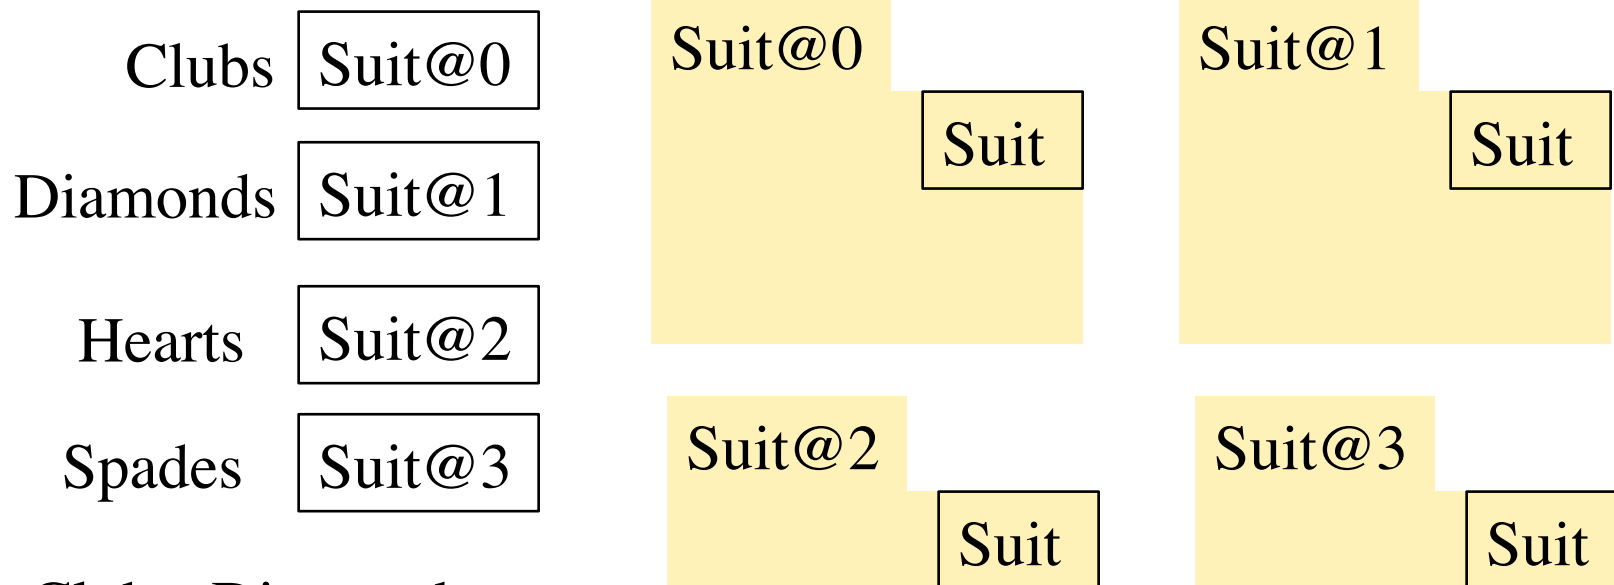 Clubs Suit@0
Diamonds Suit@1
Hearts Suit@2
Spades Suit@3
Suit@0
Suit
Suit@1
Suit
Suit@2
Suit
Suit@3
Suit